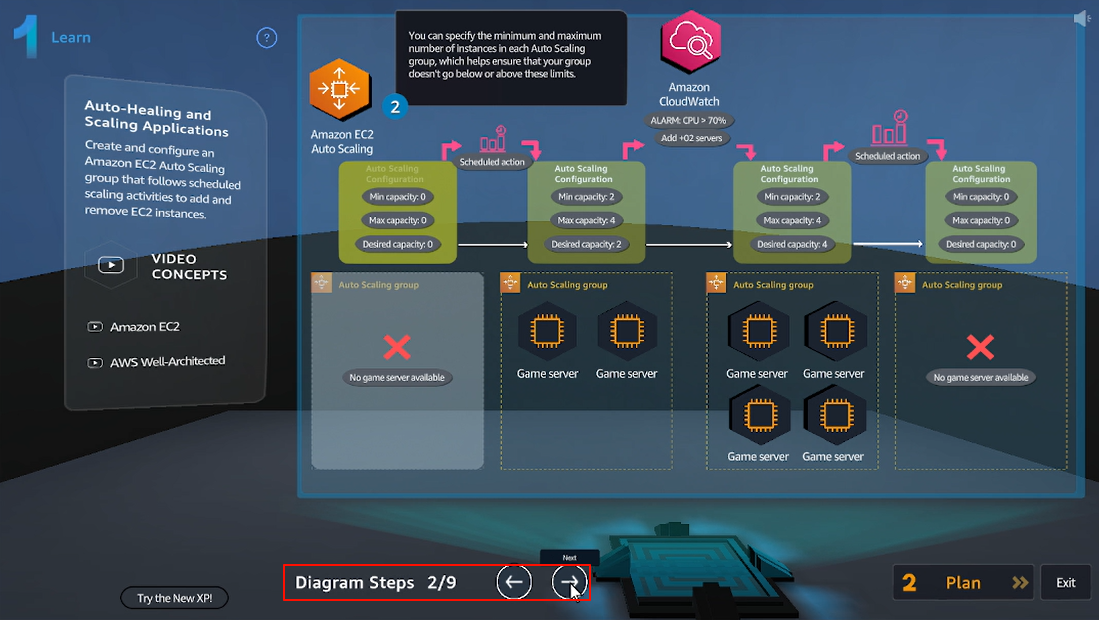 1
Learn
?
Auto-Healing and
Scaling Applications
Create and configure an
Amazon EC2 Auto Scaling
group that follows scheduled
scaling activities to add and
remove EC2 instances.
VIDEO
CONCEPTS
Amazon EC2
AWS Well-Architected
Try the New XP!
You can specify the minimum and maximum
number of instances in each Auto Scaling
group, which helps ensure that your group
doesn't go below or above these limits.
2
Amazon EC2
Auto Scaling
Amazon
CloudWatch
ALARM: CPU > 70%
Add +02 servers
Scheduled action
Scheduled action
Auto Scaling
Configuration
Min capacity: 0
Max capacity: 0
Desired capacity: 0
Auto Scaling
Configuration
Min capacity: 2
Max capacity: 4
Desired capacity: 2
Auto Scaling
Configuration
Min capacity: 2
Max capacity: 4
Desired capacity: 4
Auto Scaling
Configuration
Min capacity: 0
Max capacity: 0
Desired capacity: 0
Auto Scaling group
No game server available
Auto Scaling group
Game server
Game server
Auto Scaling group
Game server
Game server
Game server
Game server
Auto Scaling group
No game server available
Next
Diagram Steps 2/9
2 Plan
Exit